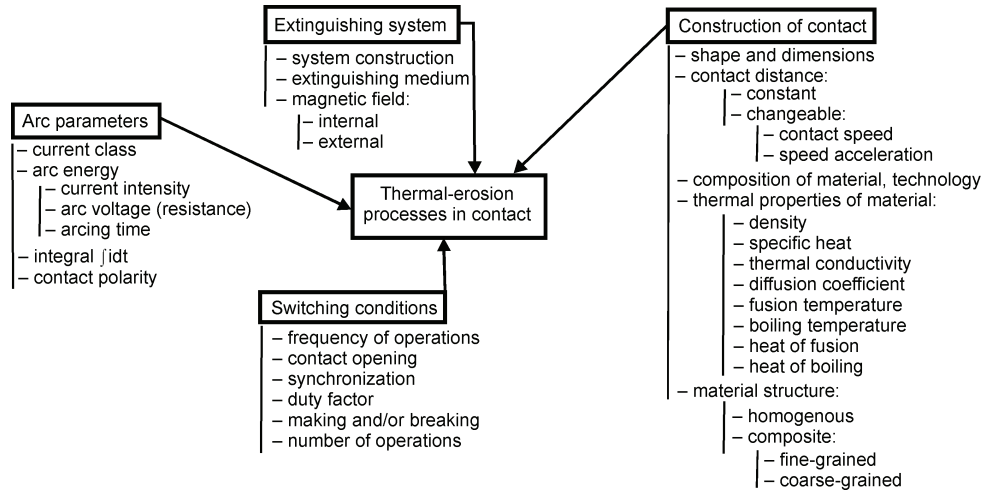 Extinguishing system
– system construction
– extinguishing medium
– magnetic field:
– internal
– external
Construction of contact
– shape and dimensions
– contact distance:
– constant
– changeable:
– contact speed
– speed acceleration
– composition of material, technology
– thermal properties of material:
– density
– specific heat
– thermal conductivity
– diffusion coefficient
– fusion temperature
– boiling temperature
– heat of fusion
– heat of boiling
– material structure:
– homogenous
– composite:
– fine-grained
– coarse-grained
Arc parameters
– current class
– arc energy
– current intensity
– arc voltage (resistance)
– arcing time
– integral ∫idt
– contact polarity
Thermal-erosion
processes in contact
Switching conditions
– frequency of operations
– contact opening
– synchronization
– duty factor
– making and/or breaking
– number of operations